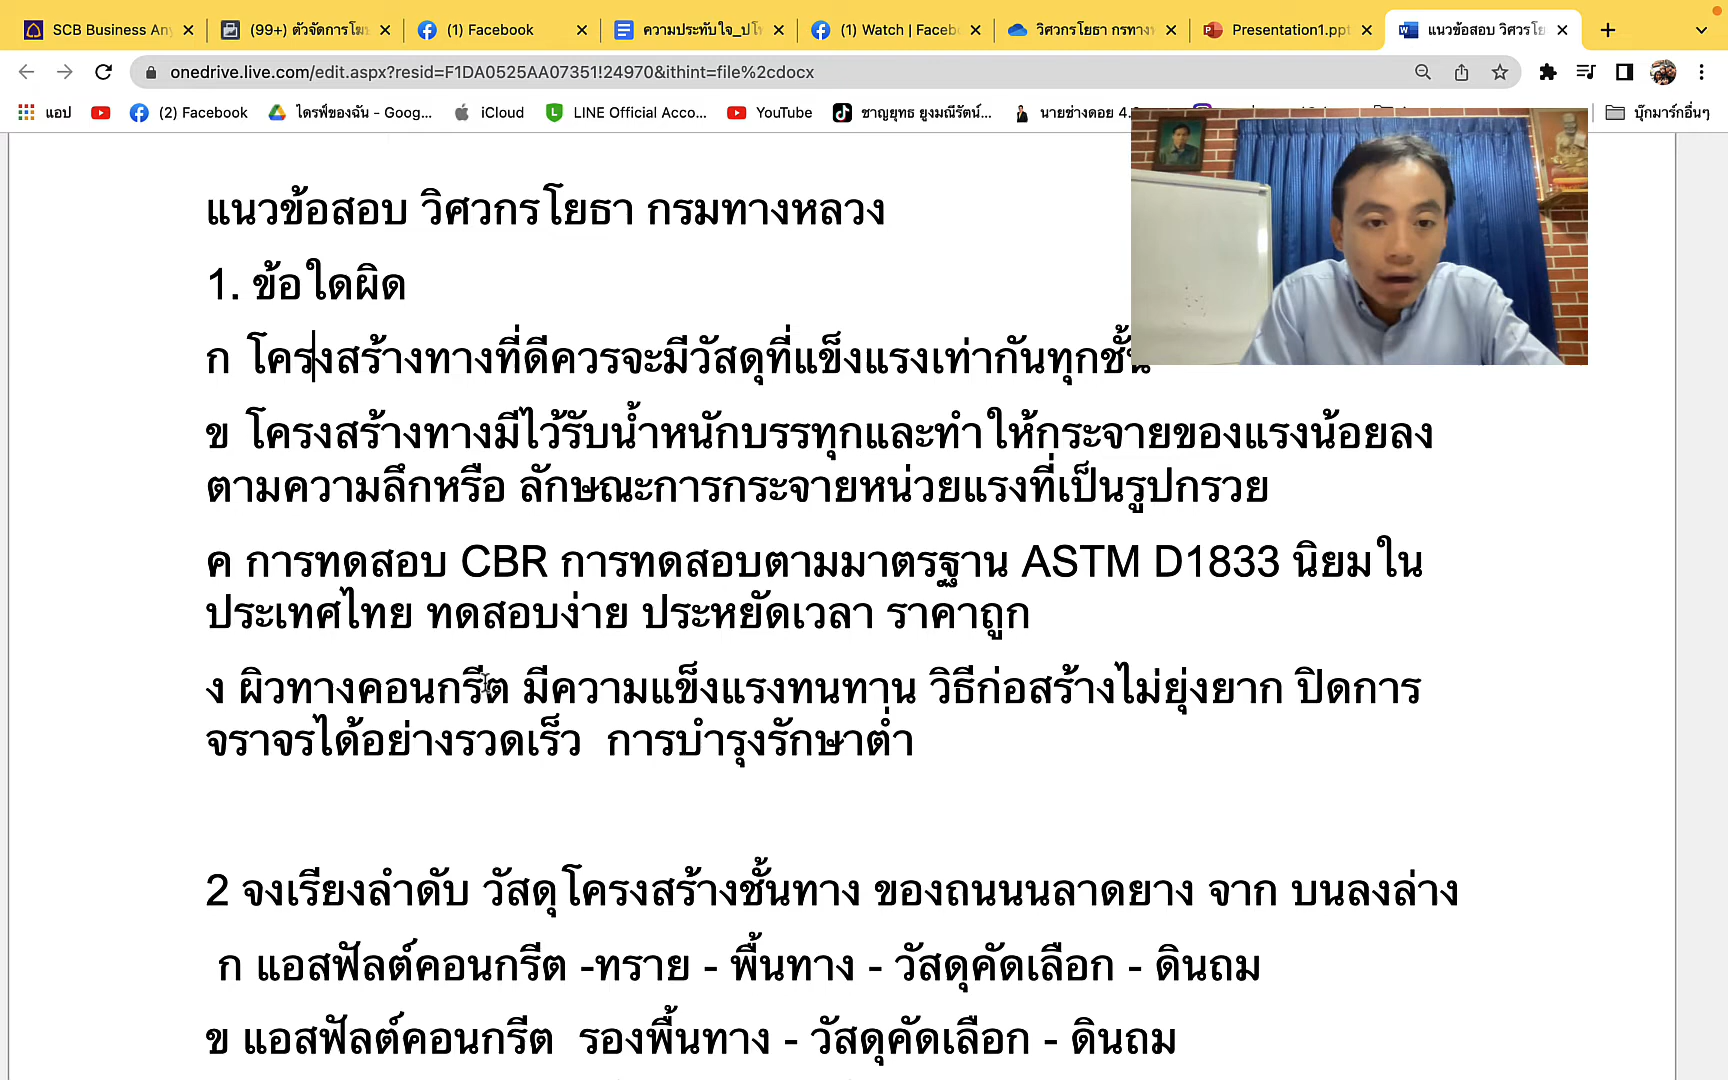 SCB Business Any
(99+) ตัวจัดการโฆษ
(1) Facebook
ความประทับใจ_ป
(1) Watch | Faceb
วิศวกรโยธา กรทาง
Presentation1.ppt
แนวข้อสอบ วิศวรโย
onedrive.live.com/edit.aspx?resid=F1DA0525AA07351!24970&ithint=file%2cdocx
แอป
(2) Facebook
ไดรฟ์ของฉัน - Goog...
iCloud
LINE Official Acco...
YouTube
ชาญยุทธ ยูงมณีรัตน์...
นายช่างดอย 4.
บุ๊กมาร์กอื่นๆ
แนวข้อสอบ วิศวกรโยธา กรมทางหลวง
1. ข้อใดผิด
ก โครงสร้างทางที่ดีควรจะมีวัสดุที่แข็งแรงเท่ากันทุกชั้น
ข โครงสร้างทางมีไว้รับน้ำหนักบรรทุกและทำให้กระจายของแรงน้อยลง
ตามความลึกหรือ ลักษณะการกระจายหน่วยแรงที่เป็นรูปกรวย
ค การทดสอบ CBR การทดสอบตามมาตรฐาน ASTM D1833 นิยมใน
ประเทศไทย ทดสอบง่าย ประหยัดเวลา ราคาถูก
ง ผิวทางคอนกรีต มีความแข็งแรงทนทาน วิธีก่อสร้างไม่ยุ่งยาก ปิดการ
จราจรได้อย่างรวดเร็ว การบำรุงรักษาต่ำ
2 จงเรียงลำดับ วัสดุโครงสร้างชั้นทาง ของถนนนลาดยาง จาก บนลงล่าง
ก แอสฟัลต์คอนกรีต -ทราย - พื้นทาง - วัสดุคัดเลือก - ดินถม
ข แอสฟัลต์คอนกรีต รองพื้นทาง - วัสดุคัดเลือก - ดินถม